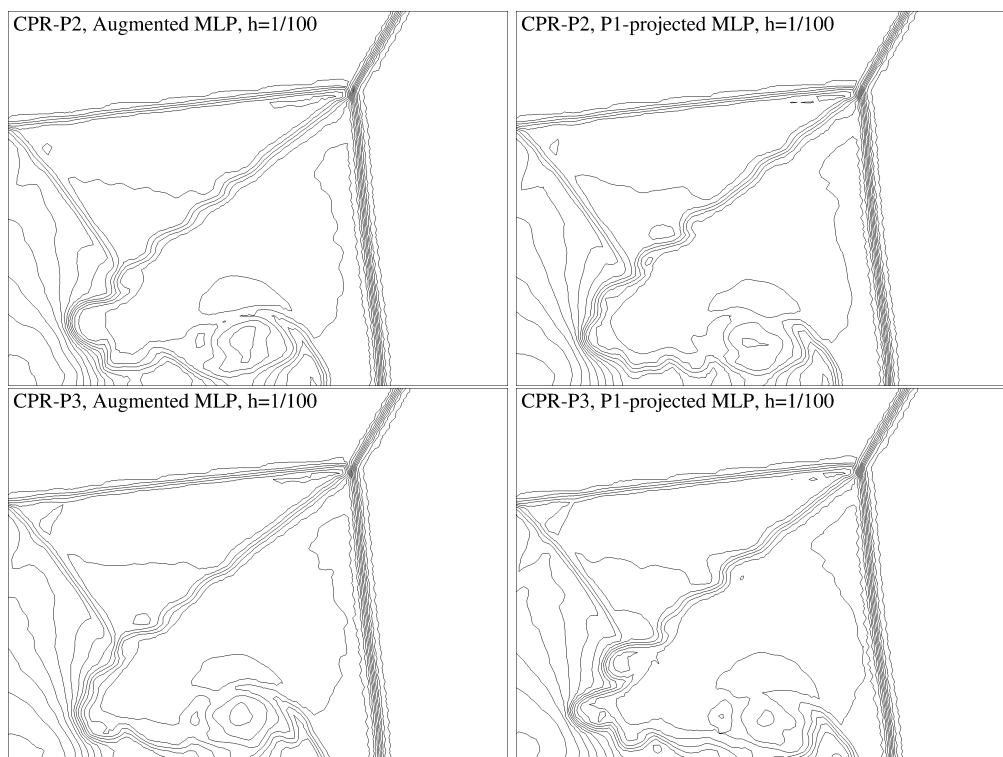 CPR-P2, Augmented MLP, h=1/100
CPR-P2, P1-projected MLP, h=1/100
CPR-P3, Augmented MLP, h=1/100
CPR-P3, P1-projected MLP, h=1/100